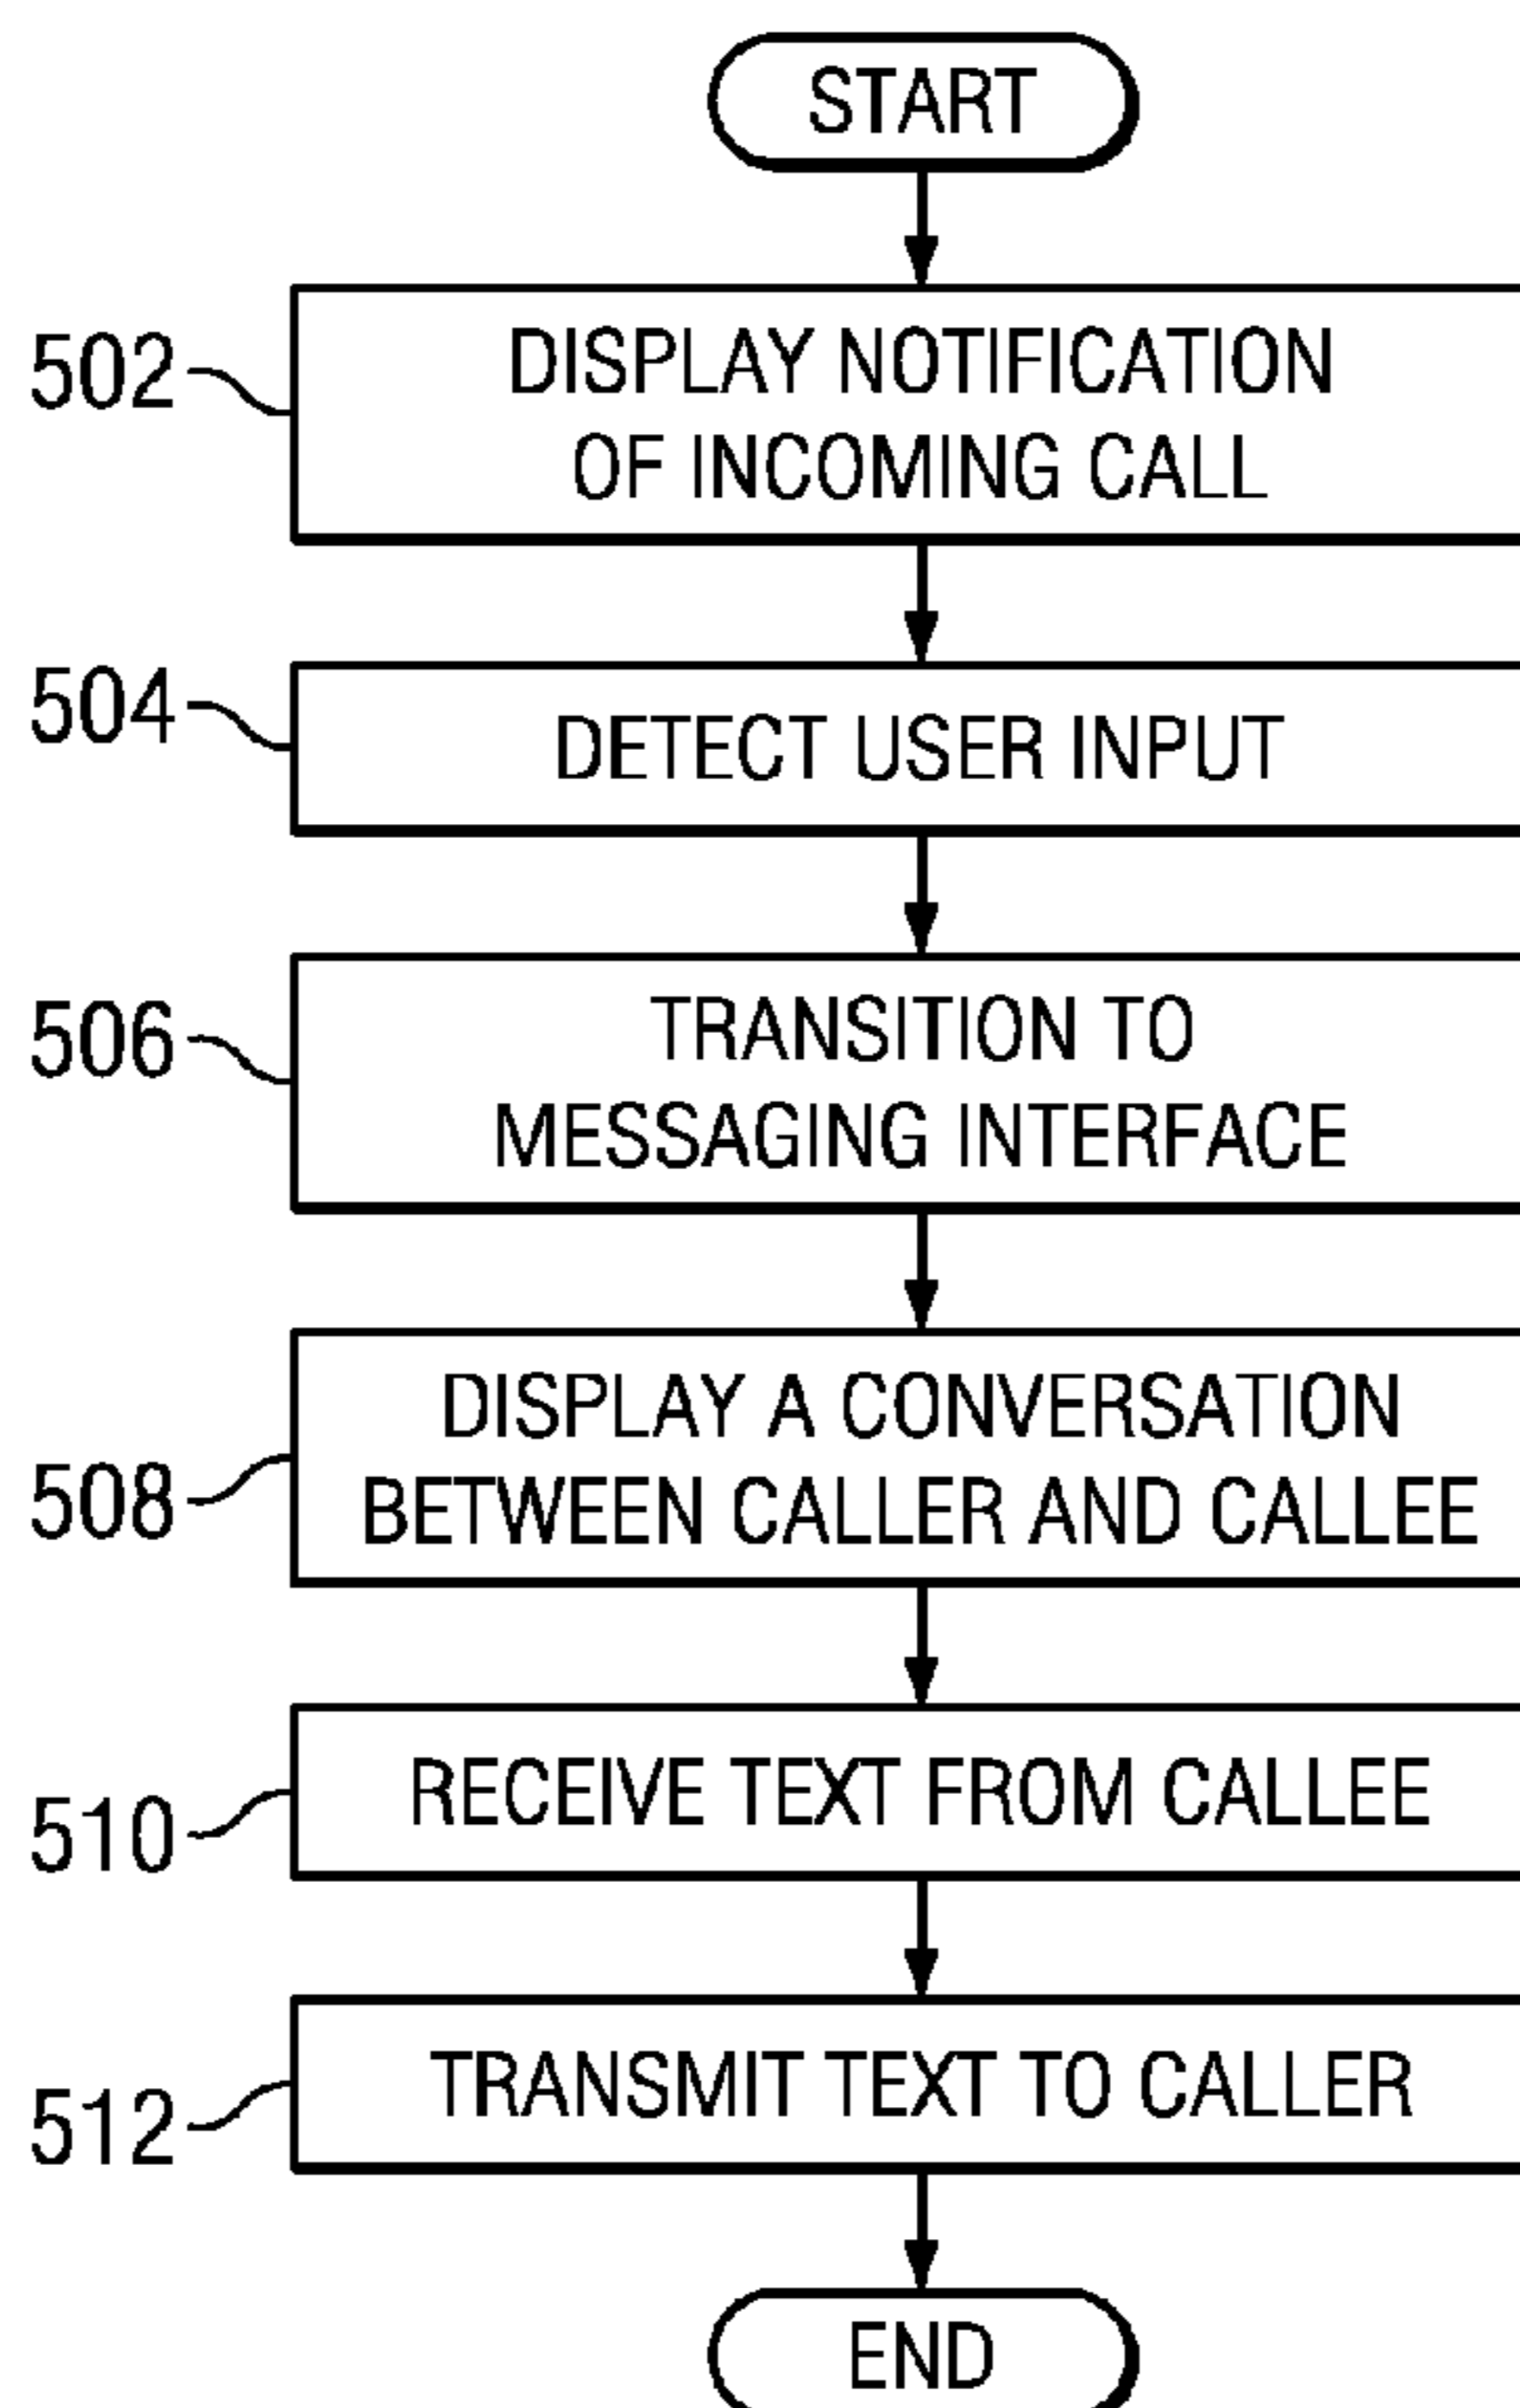 START
502
DISPLAY NOTIFICATION
OF INCOMING CALL
504
DETECT USER INPUT
506
TRANSITION TO
MESSAGING INTERFACE
508
DISPLAY A CONVERSATION
BETWEEN CALLER AND CALLEE
510
RECEIVE TEXT FROM CALLEE
512
TRANSMIT TEXT TO CALLER
END